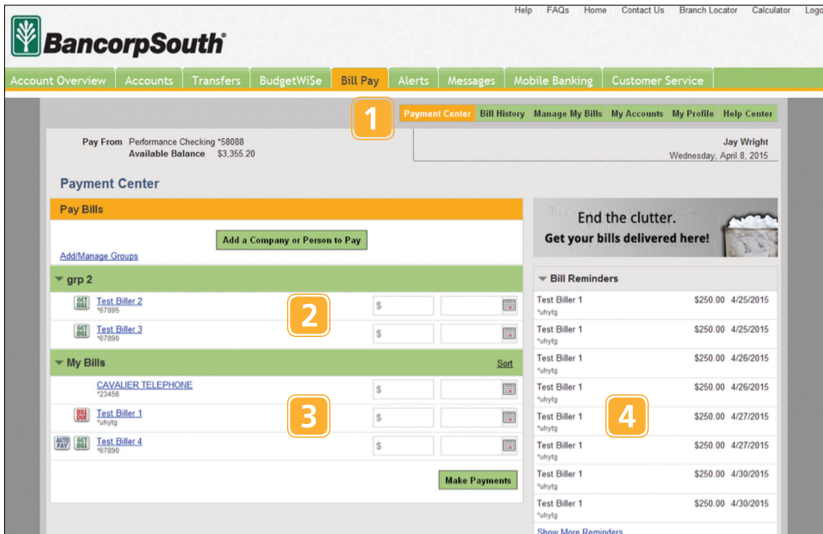 Help FAQs Home Contact Us Branch Locator Calculator Logo
BancorpSouth
Account Overview Accounts Transfers BudgetWi$e Bill Pay Alerts Messages Mobile Banking Customer Service
1
Payment Center Bill History Manage My Bills My Accounts My Profile Help Center
Pay From Performance Checking *58088
Available Balance $3,355.20
Jay Wright
Wednesday, April 8, 2015
Payment Center
Pay Bills
Add a Company or Person to Pay
Add/Manage Groups
grp 2
GET BILL Test Biller 2 $
*67895
2
GET BILL Test Biller 3 $
*67890
My Bills Sort
CAVALIER TELEPHONE $
*23456
BILL DUE Test Biller 1 $
*uhytg
3
AUTO PAY GET BILL Test Biller 4 $
*67890
Make Payments
End the clutter.
Get your bills delivered here!
Bill Reminders
Test Biller 1 $250.00 4/25/2015
*uhytg
Test Biller 1 $250.00 4/25/2015
*uhytg
Test Biller 1 $250.00 4/26/2015
*uhytg
Test Biller 1 $250.00 4/26/2015
*uhytg
Test Biller 1 $250.00 4/27/2015
*uhytg
4
Test Biller 1 $250.00 4/27/2015
*uhytg
Test Biller 1 $250.00 4/30/2015
*uhytg
Test Biller 1 $250.00 4/30/2015
*uhytg
Show More Reminders